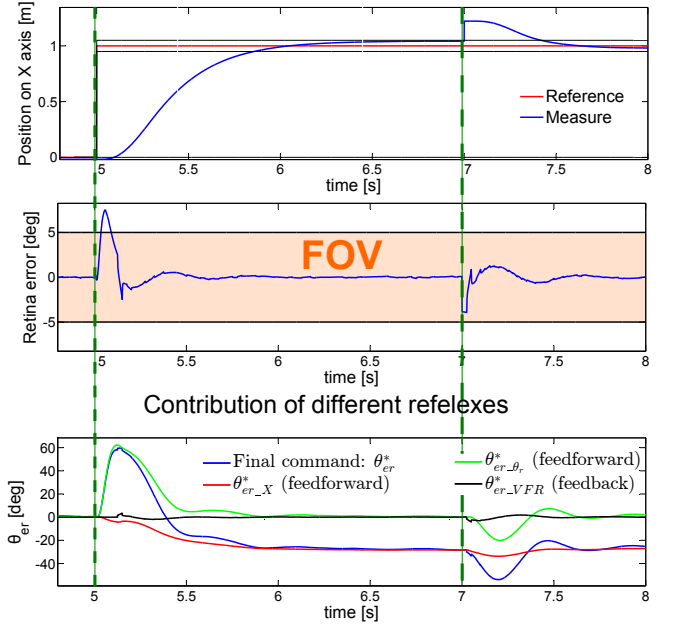 Position on X axis [m]
1
0.5
0
Reference
Measure
5 5.5 6 6.5 7 7.5 8
time [s]
Retina error [deg]
5
0
-5
FOV
5 5.5 6 6.5 7 7.5 8
time [s]
Contribution of different refelexes
θer [deg]
60
40
20
0
-20
-40
Final command: θ*er
θ*er_X (feedforward)
θ*er_θr (feedforward)
θ*er_VFR (feedback)
5 5.5 6 6.5 7 7.5 8
time [s]